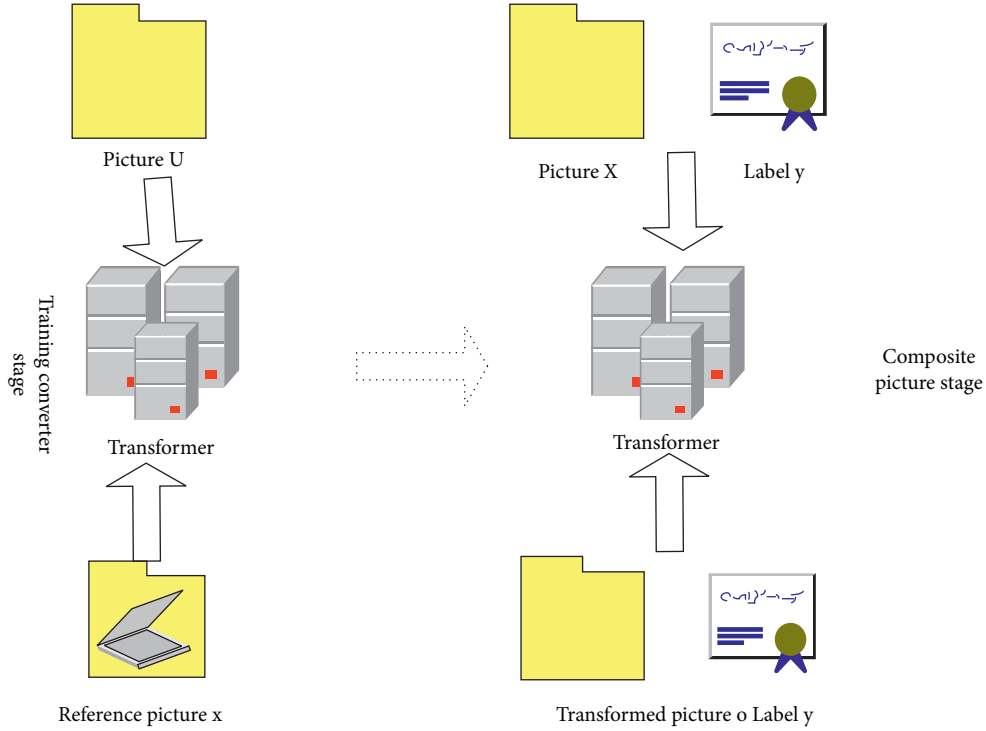 Picture U
Picture X
Label y
Training converter
stage
Transformer
Transformer
Composite
picture stage
Reference picture x
Transformed picture o Label y